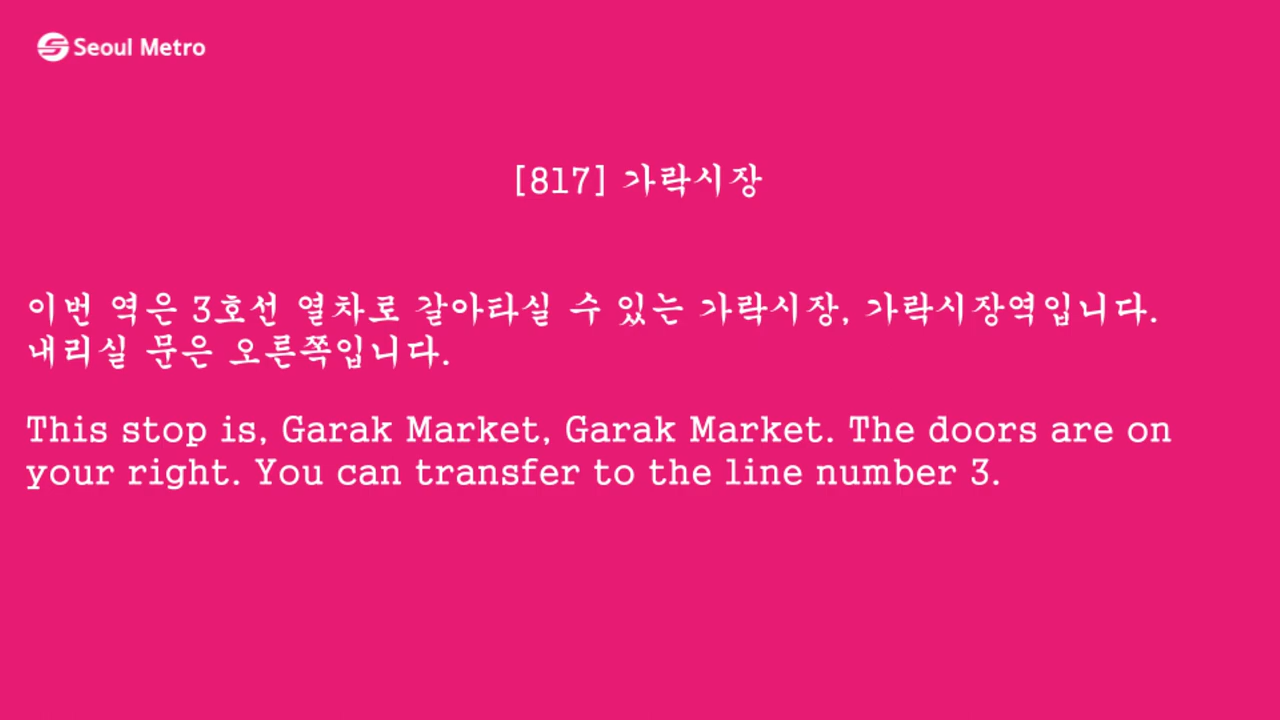 Seoul Metro
[817] 가락시장
이번 역은 3호선 열차로 갈아타실 수 있는 가락시장, 가락시장역입니다.
내리실 문은 오른쪽입니다.
This stop is, Garak Market, Garak Market. The doors are on
your right. You can transfer to the line number 3.